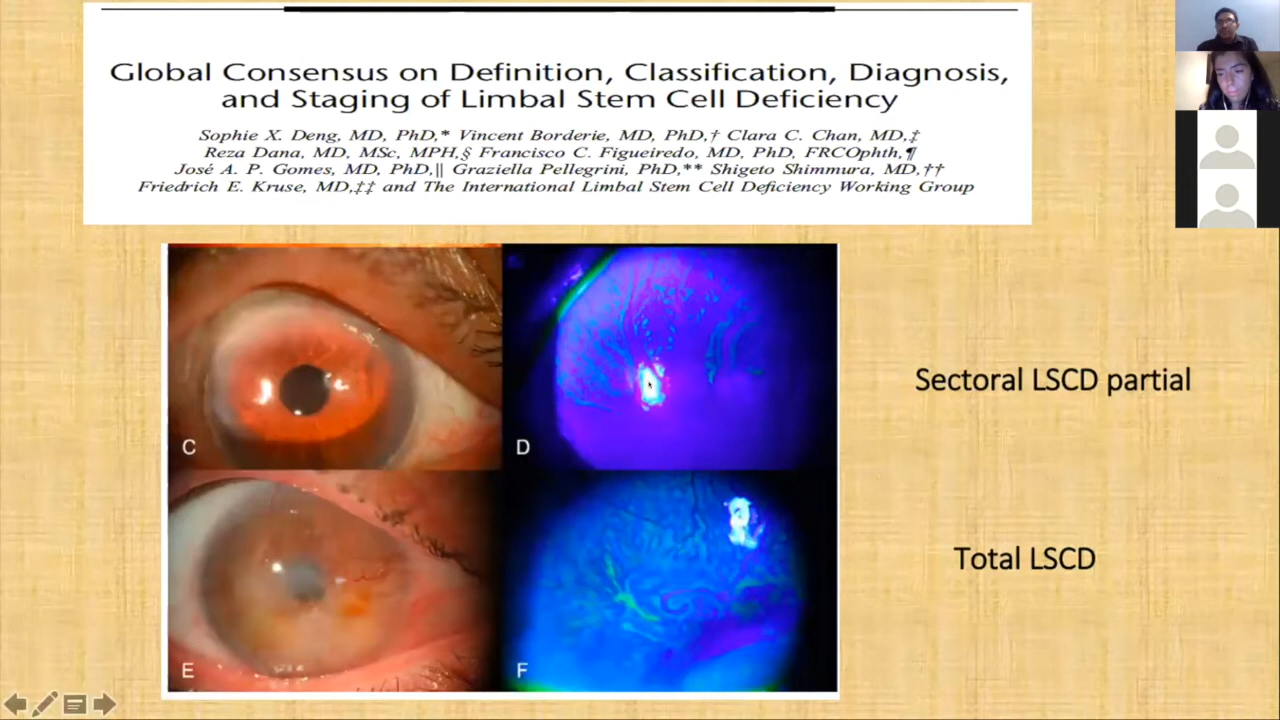 Global Consensus on Definition, Classification, Diagnosis,
and Staging of Limbal Stem Cell Deficiency
Sophie X. Deng, MD, PhD,* Vincent Borderie, MD, PhD,† Clara C. Chan, MD,‡
Reza Dana, MD, MSc, MPH,§ Francisco C. Figueiredo, MD, PhD, FRCOphth,¶
José A. P. Gomes, MD, PhD,‖ Graziella Pellegrini, PhD,** Shigeto Shimmura, MD,††
Friedrich E. Kruse, MD,‡‡ and The International Limbal Stem Cell Deficiency Working Group
C
D
Sectoral LSCD partial
E
F
Total LSCD